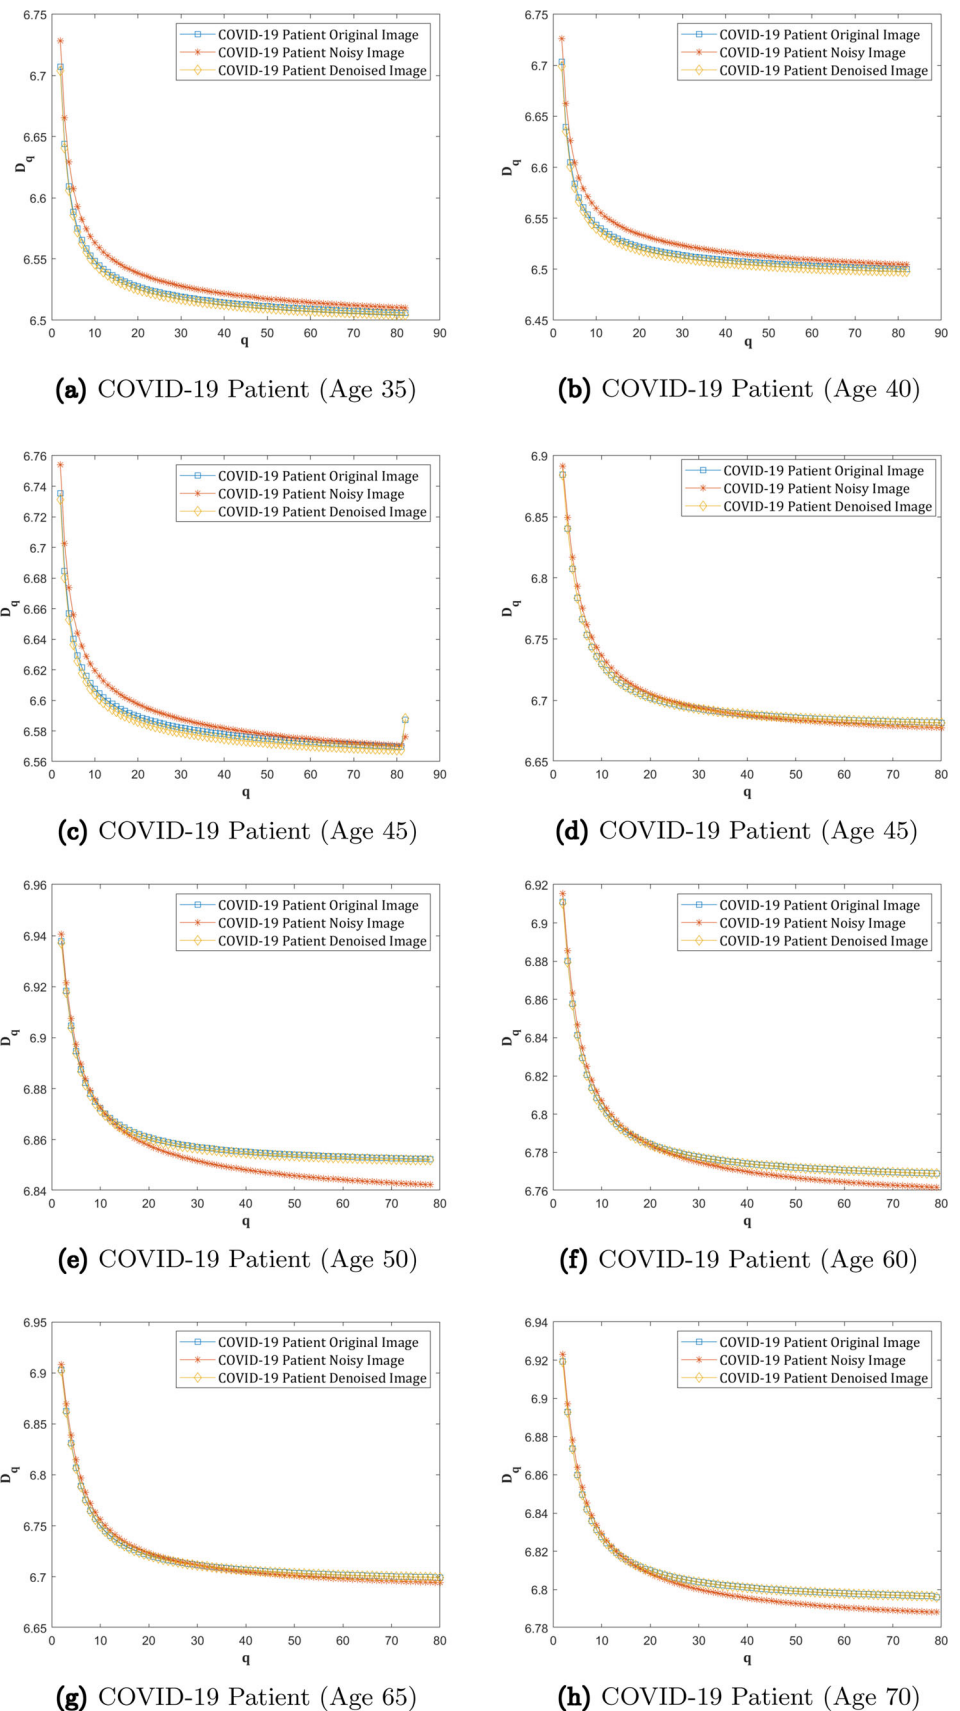 6.75
6.7
6.65
6.6
6.55
6.5
D_q
0 10 20 30 40 50 60 70 80 90
q
COVID-19 Patient Original Image
COVID-19 Patient Noisy Image
COVID-19 Patient Denoised Image
(a) COVID-19 Patient (Age 35)
6.75
6.7
6.65
6.6
6.55
6.5
6.45
D_q
0 10 20 30 40 50 60 70 80 90
q
COVID-19 Patient Original Image
COVID-19 Patient Noisy Image
COVID-19 Patient Denoised Image
(b) COVID-19 Patient (Age 40)
6.76
6.74
6.72
6.7
6.68
6.66
6.64
6.62
6.6
6.58
6.56
D_q
0 10 20 30 40 50 60 70 80 90
q
COVID-19 Patient Original Image
COVID-19 Patient Noisy Image
COVID-19 Patient Denoised Image
(c) COVID-19 Patient (Age 45)
6.9
6.85
6.8
6.75
6.7
6.65
D_q
0 10 20 30 40 50 60 70 80
q
COVID-19 Patient Original Image
COVID-19 Patient Noisy Image
COVID-19 Patient Denoised Image
(d) COVID-19 Patient (Age 45)
6.96
6.94
6.92
6.9
6.88
6.86
6.84
D_q
0 10 20 30 40 50 60 70 80
q
COVID-19 Patient Original Image
COVID-19 Patient Noisy Image
COVID-19 Patient Denoised Image
(e) COVID-19 Patient (Age 50)
6.92
6.9
6.88
6.86
6.84
6.82
6.8
6.78
6.76
D_q
0 10 20 30 40 50 60 70 80
q
COVID-19 Patient Original Image
COVID-19 Patient Noisy Image
COVID-19 Patient Denoised Image
(f) COVID-19 Patient (Age 60)
6.95
6.9
6.85
6.8
6.75
6.7
6.65
D_q
0 10 20 30 40 50 60 70 80
q
COVID-19 Patient Original Image
COVID-19 Patient Noisy Image
COVID-19 Patient Denoised Image
(g) COVID-19 Patient (Age 65)
6.94
6.92
6.9
6.88
6.86
6.84
6.82
6.8
6.78
D_q
0 10 20 30 40 50 60 70 80
q
COVID-19 Patient Original Image
COVID-19 Patient Noisy Image
COVID-19 Patient Denoised Image
(h) COVID-19 Patient (Age 70)